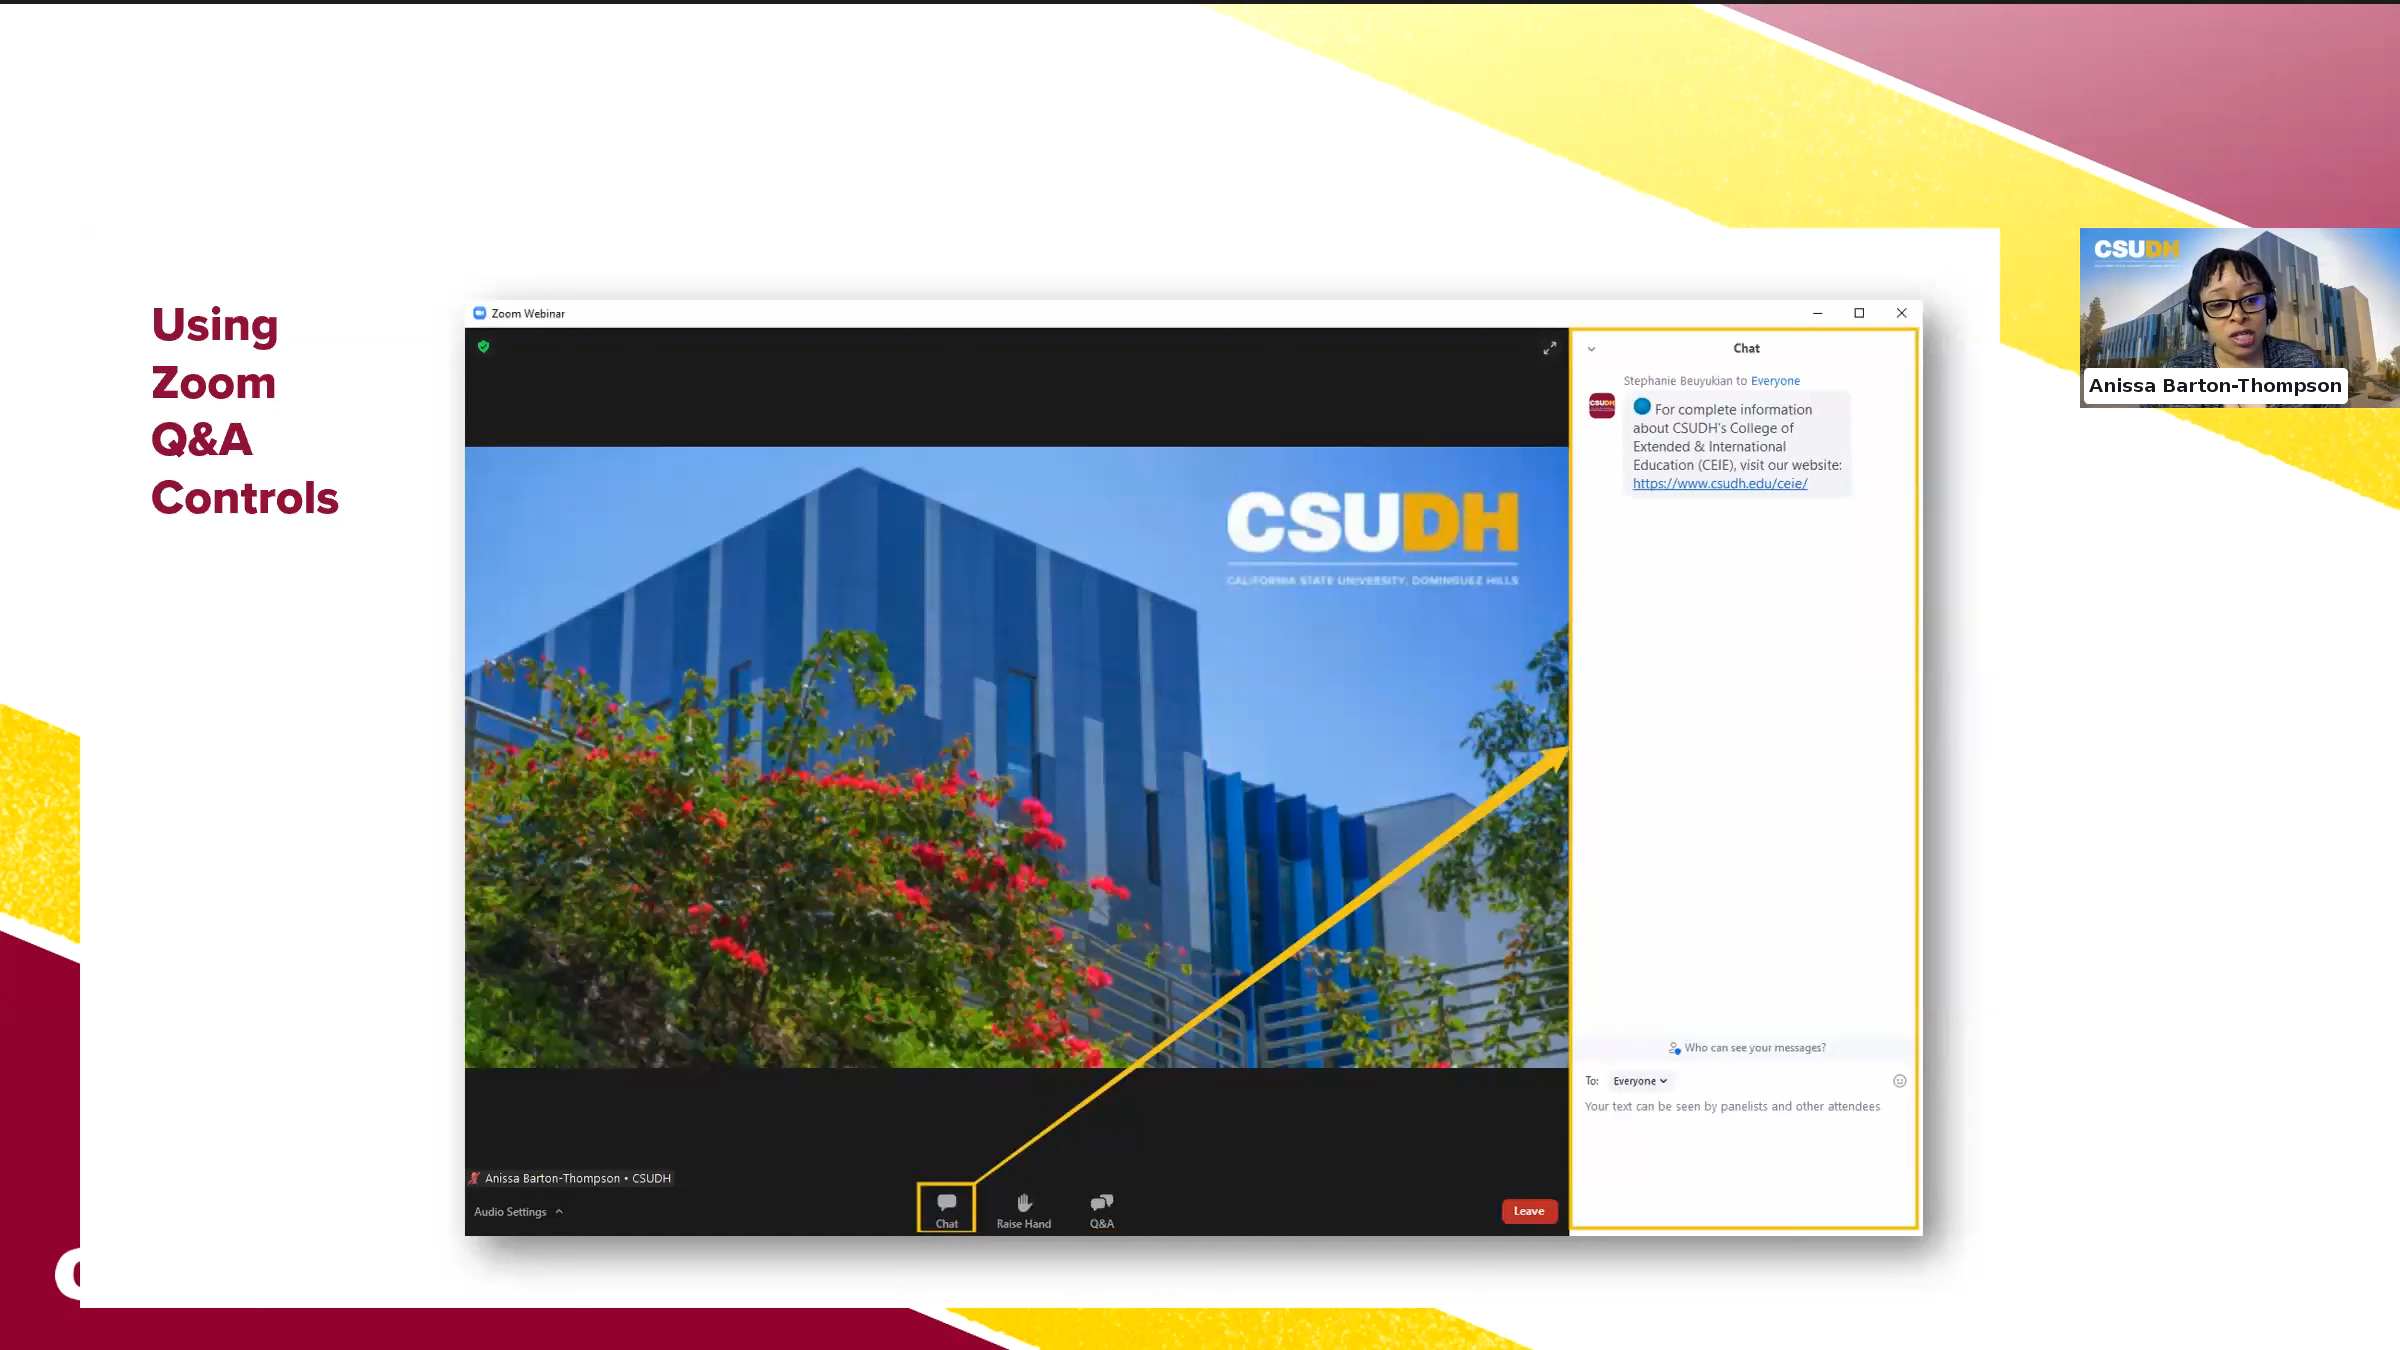 Using
Zoom
Q&A
Controls
Zoom Webinar
CSUDH
CALIFORNIA STATE UNIVERSITY, DOMINGUEZ HILLS
Anissa Barton-Thompson • CSUDH
Audio Settings
Chat
Raise Hand
Q&A
Leave
Chat
Stephanie Beuyukian to Everyone
CSUDH
For complete information
about CSUDH's College of
Extended & International
Education (CEIE), visit our website:
https://www.csudh.edu/ceie/
Who can see your messages?
To: Everyone
Your text can be seen by panelists and other attendees
CSUDH
Anissa Barton-Thompson